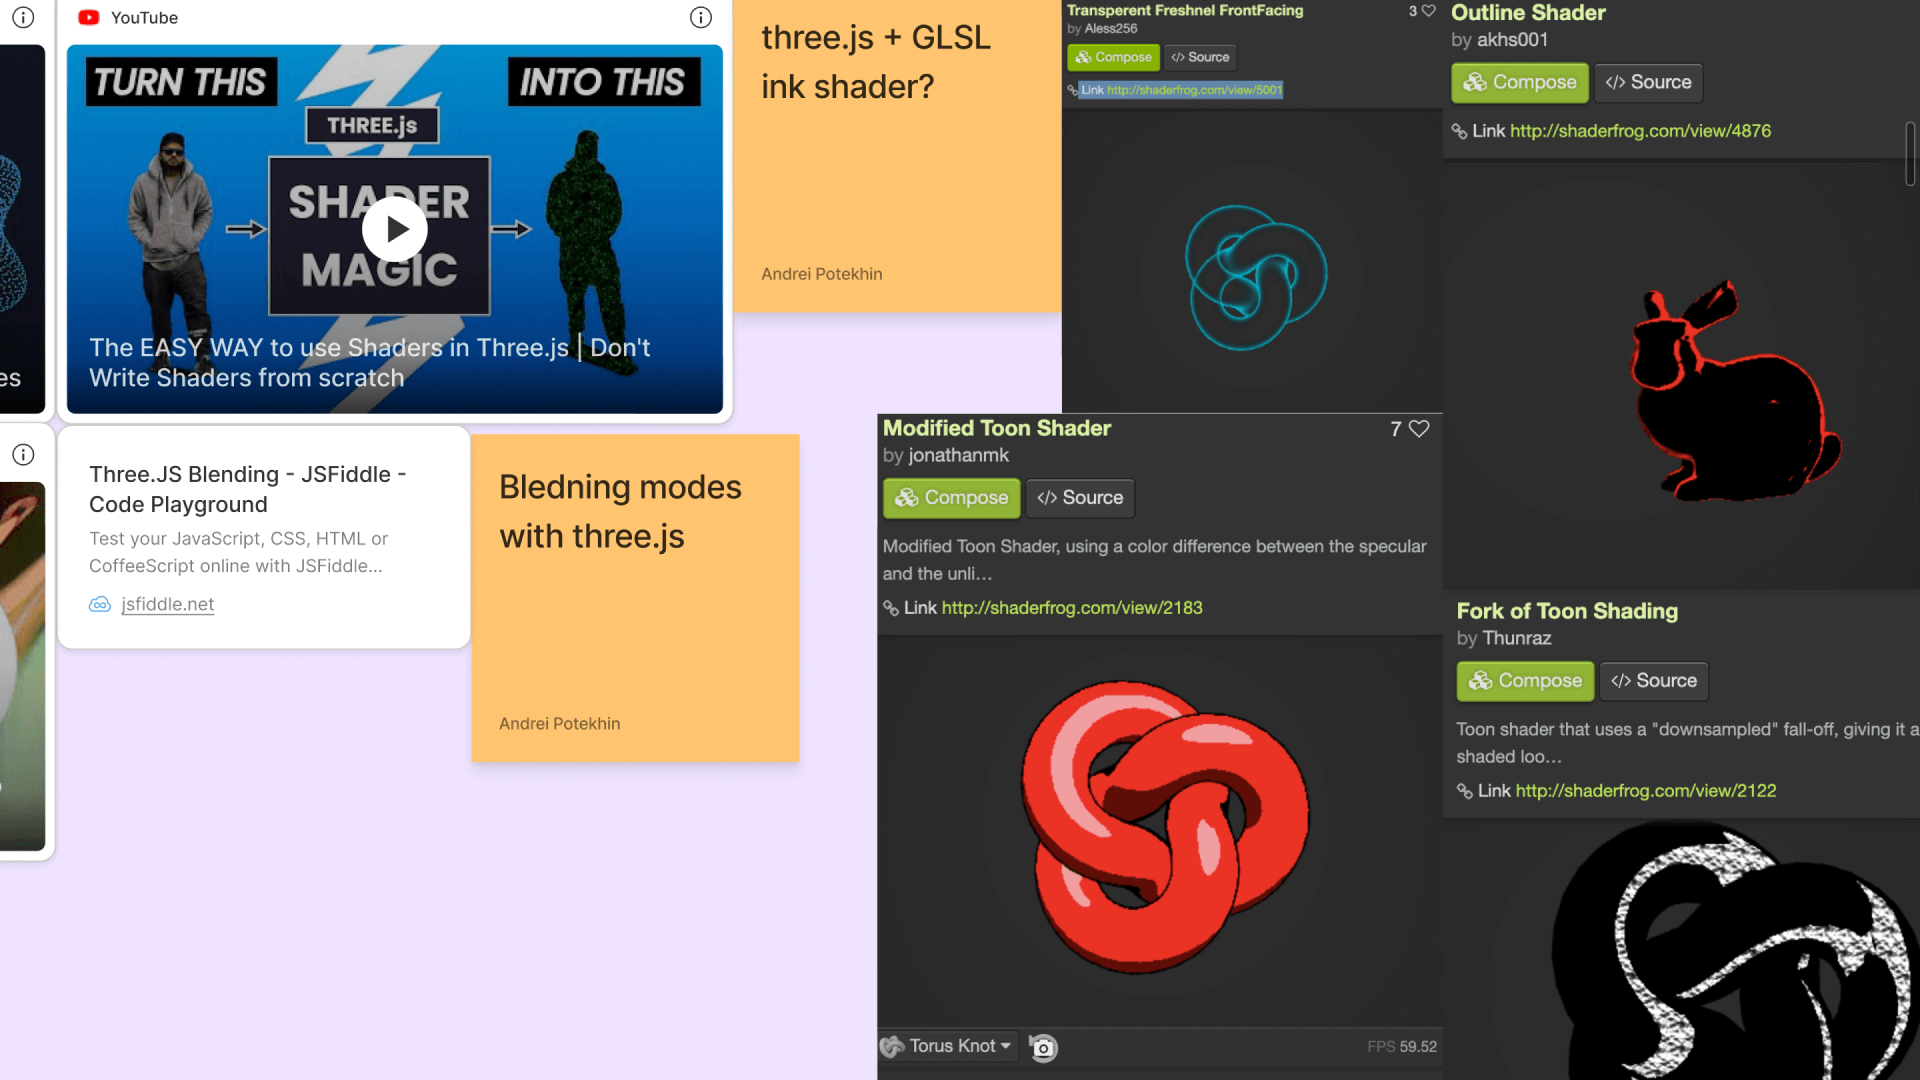 YouTube
TURN THIS
INTO THIS
THREE.js
SHADER
MAGIC
The EASY WAY to use Shaders in Three.js | Don't
Write Shaders from scratch
es
three.js + GLSL
ink shader?
Andrei Potekhin
Transperent Freshnel FrontFacing
3
by Aless256
Compose
</> Source
Link http://shaderfrog.com/view/5001
Outline Shader
by akhs001
Compose
</> Source
Link http://shaderfrog.com/view/4876
Three.JS Blending - JSFiddle -
Code Playground
Test your JavaScript, CSS, HTML or
CoffeeScript online with JSFiddle...
jsfiddle.net
Bledning modes
with three.js
Andrei Potekhin
Modified Toon Shader
7
by jonathanmk
Compose
</> Source
Modified Toon Shader, using a color difference between the specular
and the unli...
Link http://shaderfrog.com/view/2183
Torus Knot
FPS 59.52
Fork of Toon Shading
by Thunraz
Compose
</> Source
Toon shader that uses a "downsampled" fall-off, giving it a
shaded loo...
Link http://shaderfrog.com/view/2122